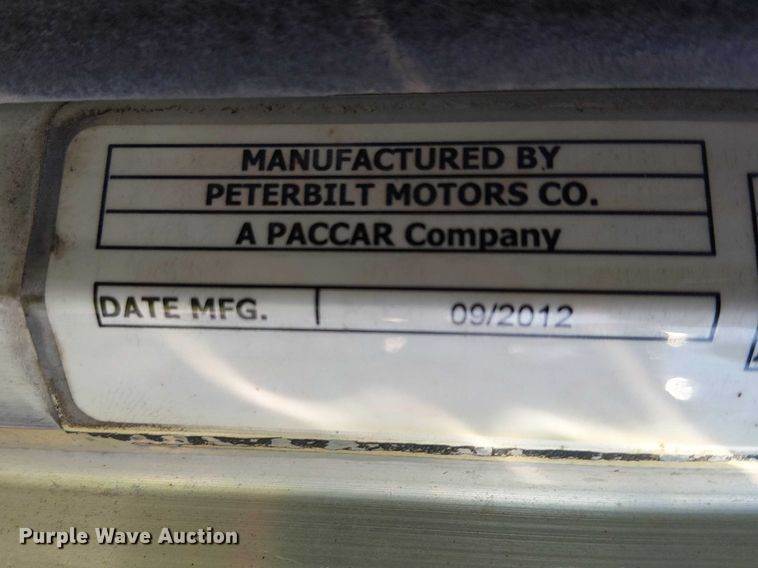 MANUFACTURED BY
PETERBILT MOTORS CO.
A PACCAR Company
DATE MFG. 09/2012
Purple Wave Auction